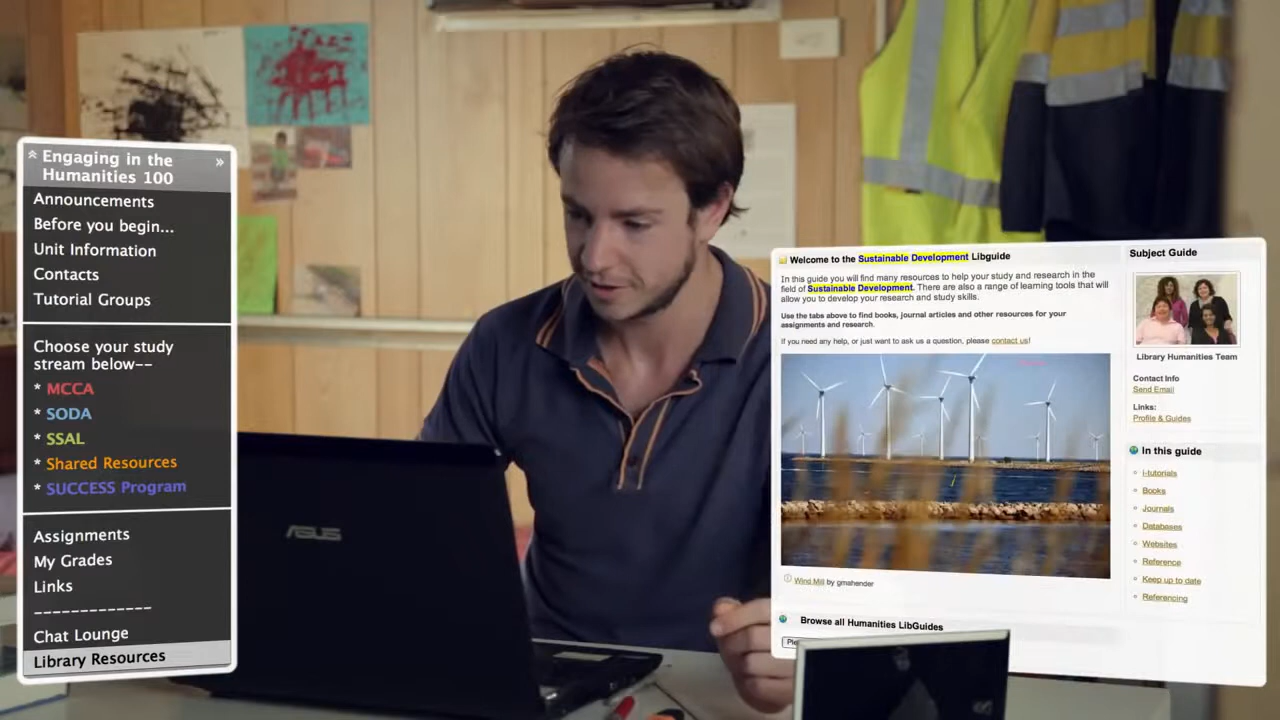 Engaging in the
Humanities 100
Announcements
Before you begin...
Unit Information
Contacts
Tutorial Groups
Choose your study
stream below--
* MCCA
* SODA
* SSAL
* Shared Resources
* SUCCESS Program
Assignments
My Grades
Links
-------------
Chat Lounge
Library Resources
ASUS
Welcome to the Sustainable Development Libguide
In this guide you will find many resources to help your study and research in the
field of Sustainable Development. There are also a range of learning tools that will
allow you to develop your research and study skills.
Use the tabs above to find books, journal articles and other resources for your
assignments and research.
If you need any help, or just want to ask us a question, please contact us!
Wind Mill by gmahender
Browse all Humanities LibGuides
Subject Guide
Library Humanities Team
Contact Info
Send Email
Links:
Profile & Guides
In this guide
i-tutorials
Books
Journals
Databases
Websites
Reference
Keep up to date
Referencing